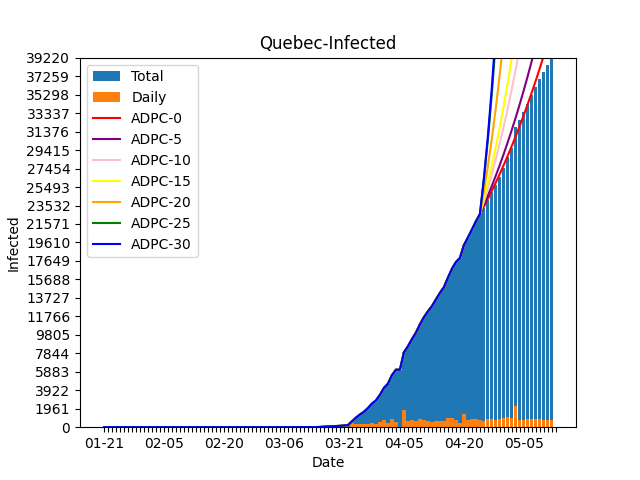 Quebec-Infected
39220
37259
35298
33337
31376
29415
27454
25493
23532
21571
19610
17649
15688
13727
11766
9805
7844
5883
3922
1961
0
Infected
Total
Daily
ADPC-0
ADPC-5
ADPC-10
ADPC-15
ADPC-20
ADPC-25
ADPC-30
01-21 02-05 02-20 03-06 03-21 04-05 04-20 05-05
Date